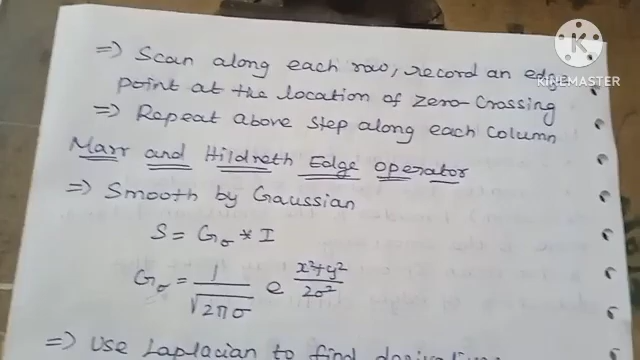 ⇒ Scan along each row, record an edge
point at the location of zero-crossing
⇒ Repeat above step along each column
Marr and Hildreth Edge operator
⇒ Smooth by Gaussian
S = Gσ * I
Gσ = 1/√2πσ e x²+y²/2σ²
⇒ Use Laplacian to find derivative
KINEMASTER